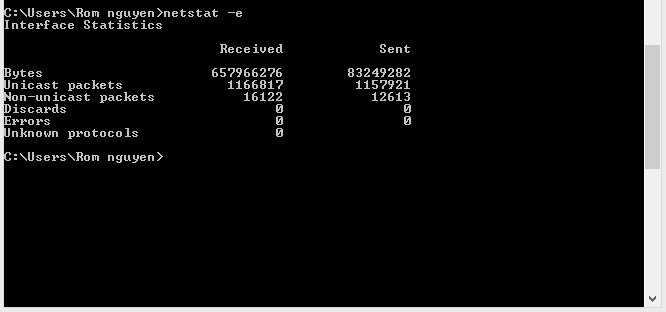 C:\Users\Rom nguyen>netstat -e
Interface Statistics
Received Sent
Bytes 657966276 83249282
Unicast packets 1166817 1157921
Non-unicast packets 16122 12613
Discards 0 0
Errors 0 0
Unknown protocols 0
C:\Users\Rom nguyen>